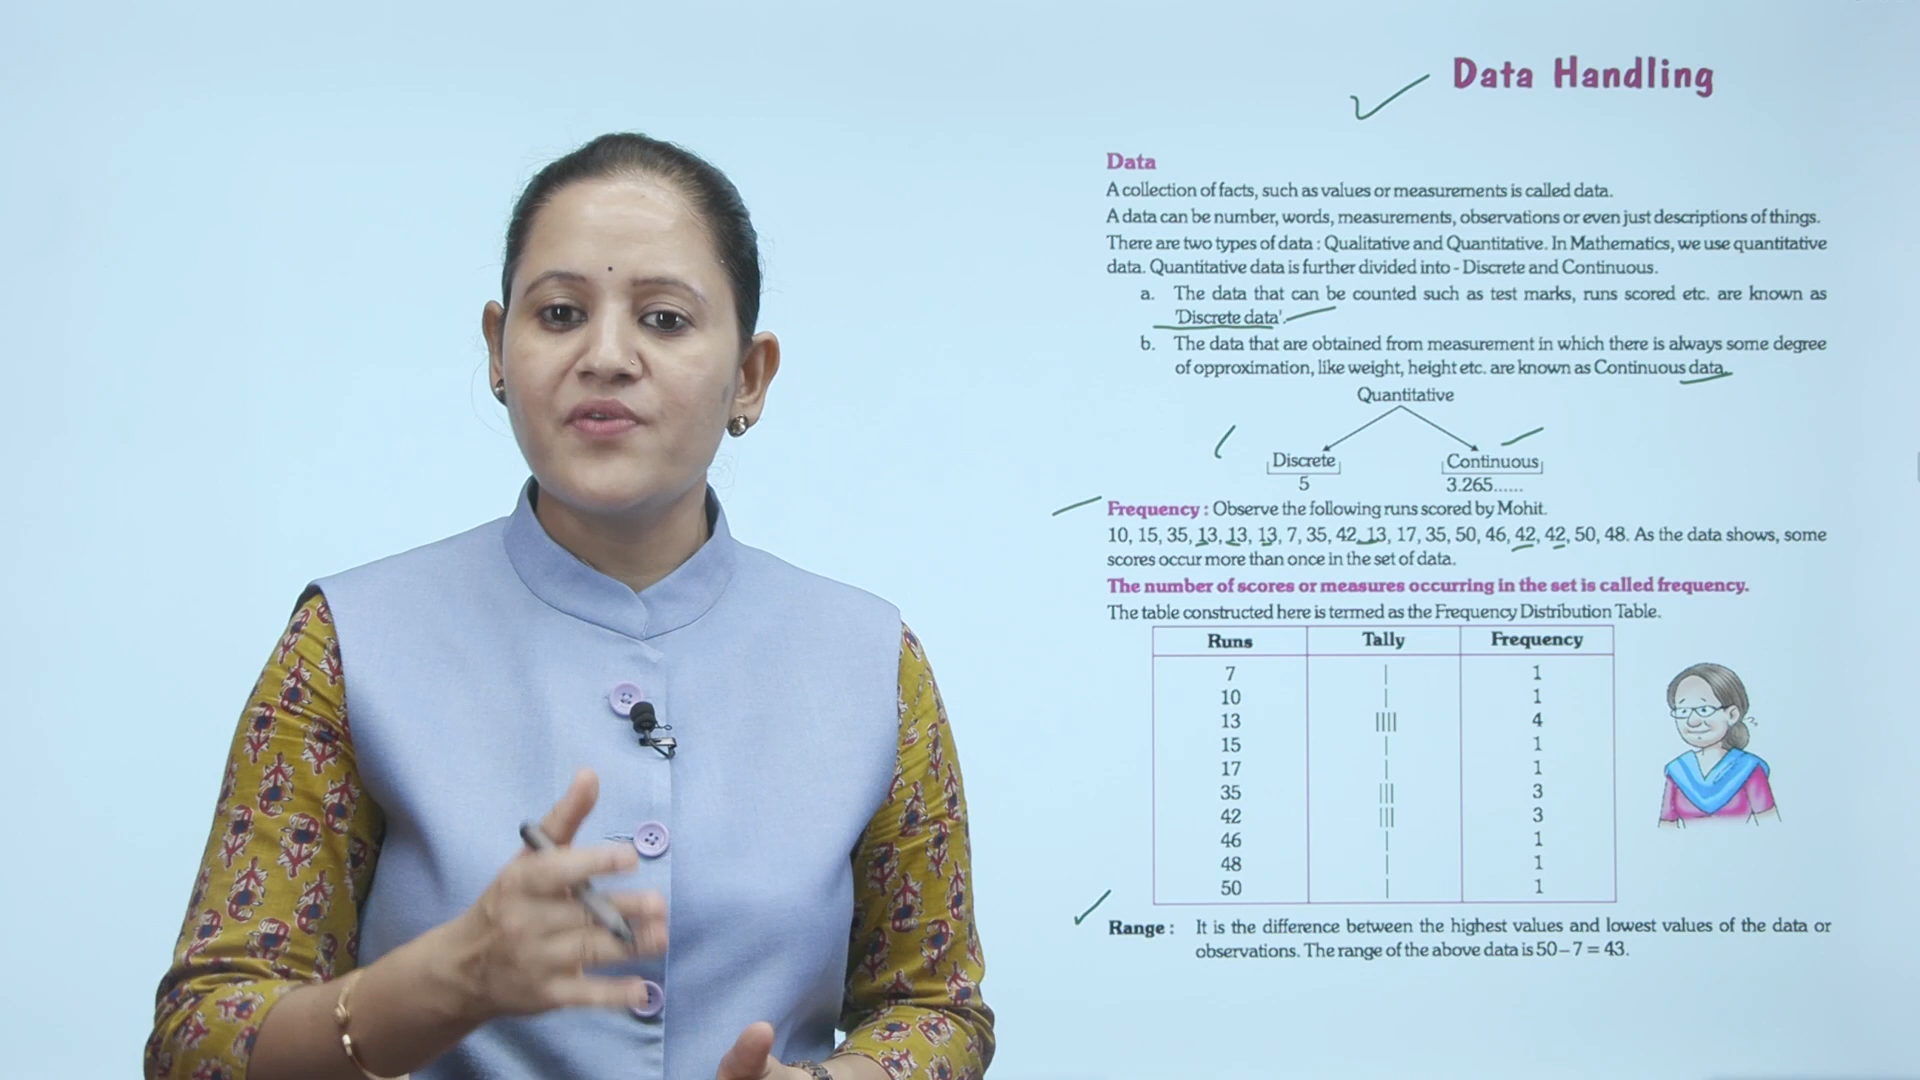 Data Handling
Data
A collection of facts, such as values or measurements is called data.
A data can be number, words, measurements, observations or even just descriptions of things.
There are two types of data : Qualitative and Quantitative. In Mathematics, we use quantitative
data. Quantitative data is further divided into - Discrete and Continuous.
a. The data that can be counted such as test marks, runs scored etc. are known as
'Discrete data'.
b. The data that are obtained from measurement in which there is always some degree
of opproximation, like weight, height etc. are known as Continuous data.
Quantitative
Discrete Continuous
5 3.265......
Frequency : Observe the following runs scored by Mohit.
10, 15, 35, 13, 13, 13, 7, 35, 42, 13, 17, 35, 50, 46, 42, 42, 50, 48. As the data shows, some
scores occur more than once in the set of data.
The number of scores or measures occurring in the set is called frequency.
The table constructed here is termed as the Frequency Distribution Table.
Runs Tally Frequency
7 | 1
10 | 1
13 |||| 4
15 | 1
17 | 1
35 ||| 3
42 ||| 3
46 | 1
48 | 1
50 | 1
Range : It is the difference between the highest values and lowest values of the data or
observations. The range of the above data is 50 – 7 = 43.